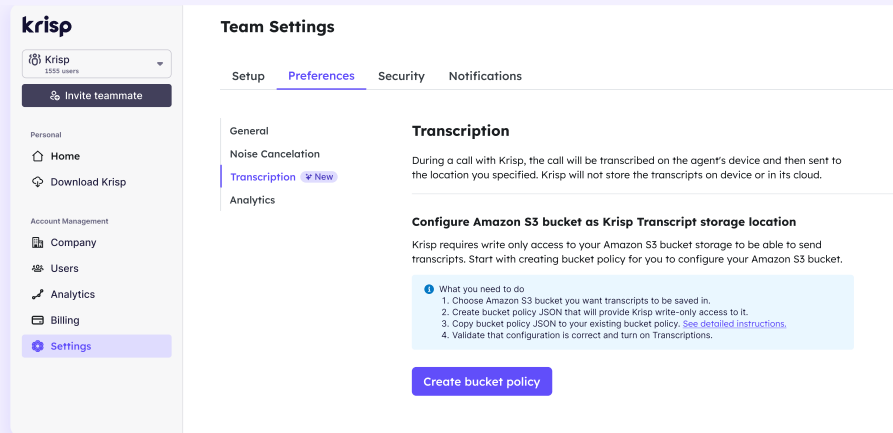 krisp
Krisp
1555 users
Invite teammate
Personal
Home
Download Krisp
Account Management
Company
Users
Analytics
Billing
Settings
Team Settings
Setup
Preferences
Security
Notifications
General
Noise Cancelation
Transcription New
Analytics
Transcription
During a call with Krisp, the call will be transcribed on the agent's device and then sent to
the location you specified. Krisp will not store the transcripts on device or in its cloud.
Configure Amazon S3 bucket as Krisp Transcript storage location
Krisp requires write only access to your Amazon S3 bucket storage to be able to send
transcripts. Start with creating bucket policy for you to configure your Amazon S3 bucket.
What you need to do
1. Choose Amazon S3 bucket you want transcripts to be saved in.
2. Create bucket policy JSON that will provide Krisp write-only access to it.
3. Copy bucket policy JSON to your existing bucket policy. See detailed instructions.
4. Validate that configuration is correct and turn on Transcriptions.
Create bucket policy